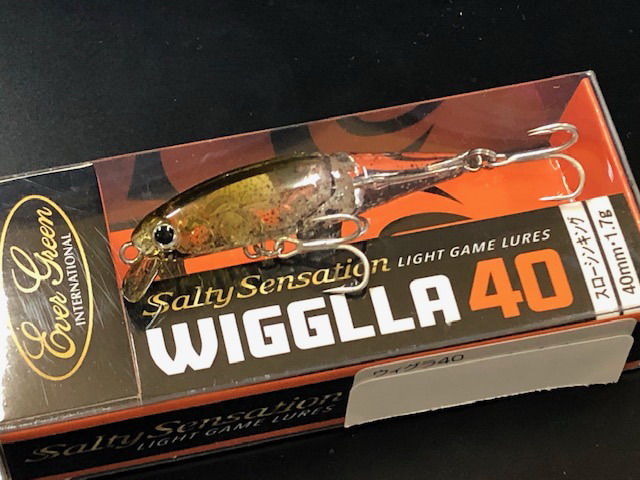 Ever Green
INTERNATIONAL
Salty Sensation LIGHT GAME LURES
WIGGLLA 40
スローシンキング
40mm·1.7g
ウィグラ40
Salty Sensation
LIGHT GAME LURES